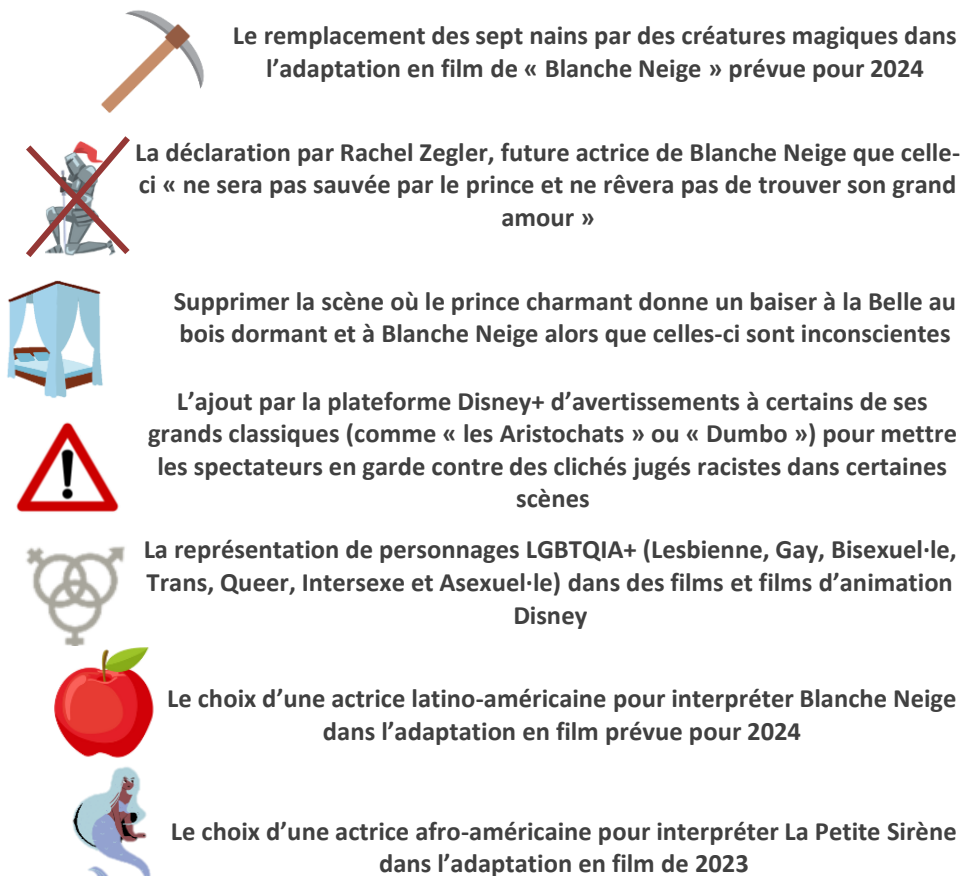 Le remplacement des sept nains par des créatures magiques dans
l’adaptation en film de « Blanche Neige » prévue pour 2024
La déclaration par Rachel Zegler, future actrice de Blanche Neige que celle-
ci « ne sera pas sauvée par le prince et ne rêvera pas de trouver son grand
amour »
Supprimer la scène où le prince charmant donne un baiser à la Belle au
bois dormant et à Blanche Neige alors que celles-ci sont inconscientes
L’ajout par la plateforme Disney+ d’avertissements à certains de ses
grands classiques (comme « les Aristochats » ou « Dumbo ») pour mettre
les spectateurs en garde contre des clichés jugés racistes dans certaines
scènes
La représentation de personnages LGBTQIA+ (Lesbienne, Gay, Bisexuel·le,
Trans, Queer, Intersexe et Asexuel·le) dans des films et films d’animation
Disney
Le choix d’une actrice latino-américaine pour interpréter Blanche Neige
dans l’adaptation en film prévue pour 2024
Le choix d’une actrice afro-américaine pour interpréter La Petite Sirène
dans l’adaptation en film de 2023